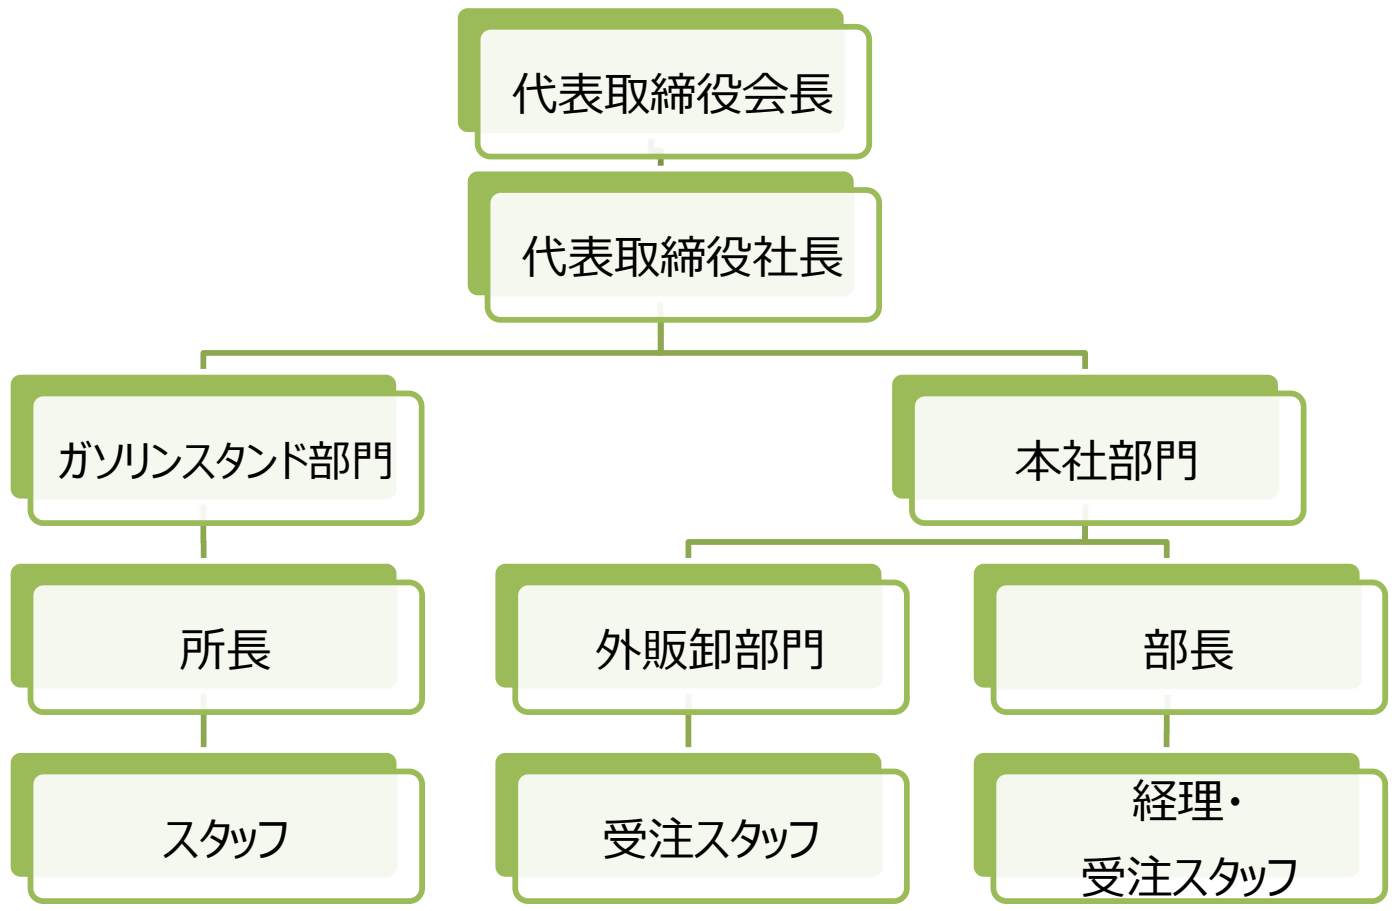 代表取締役会長
代表取締役社長
ガソリンスタンド部門
本社部門
所長
外販卸部門
部長
スタッフ
受注スタッフ
経理・
受注スタッフ